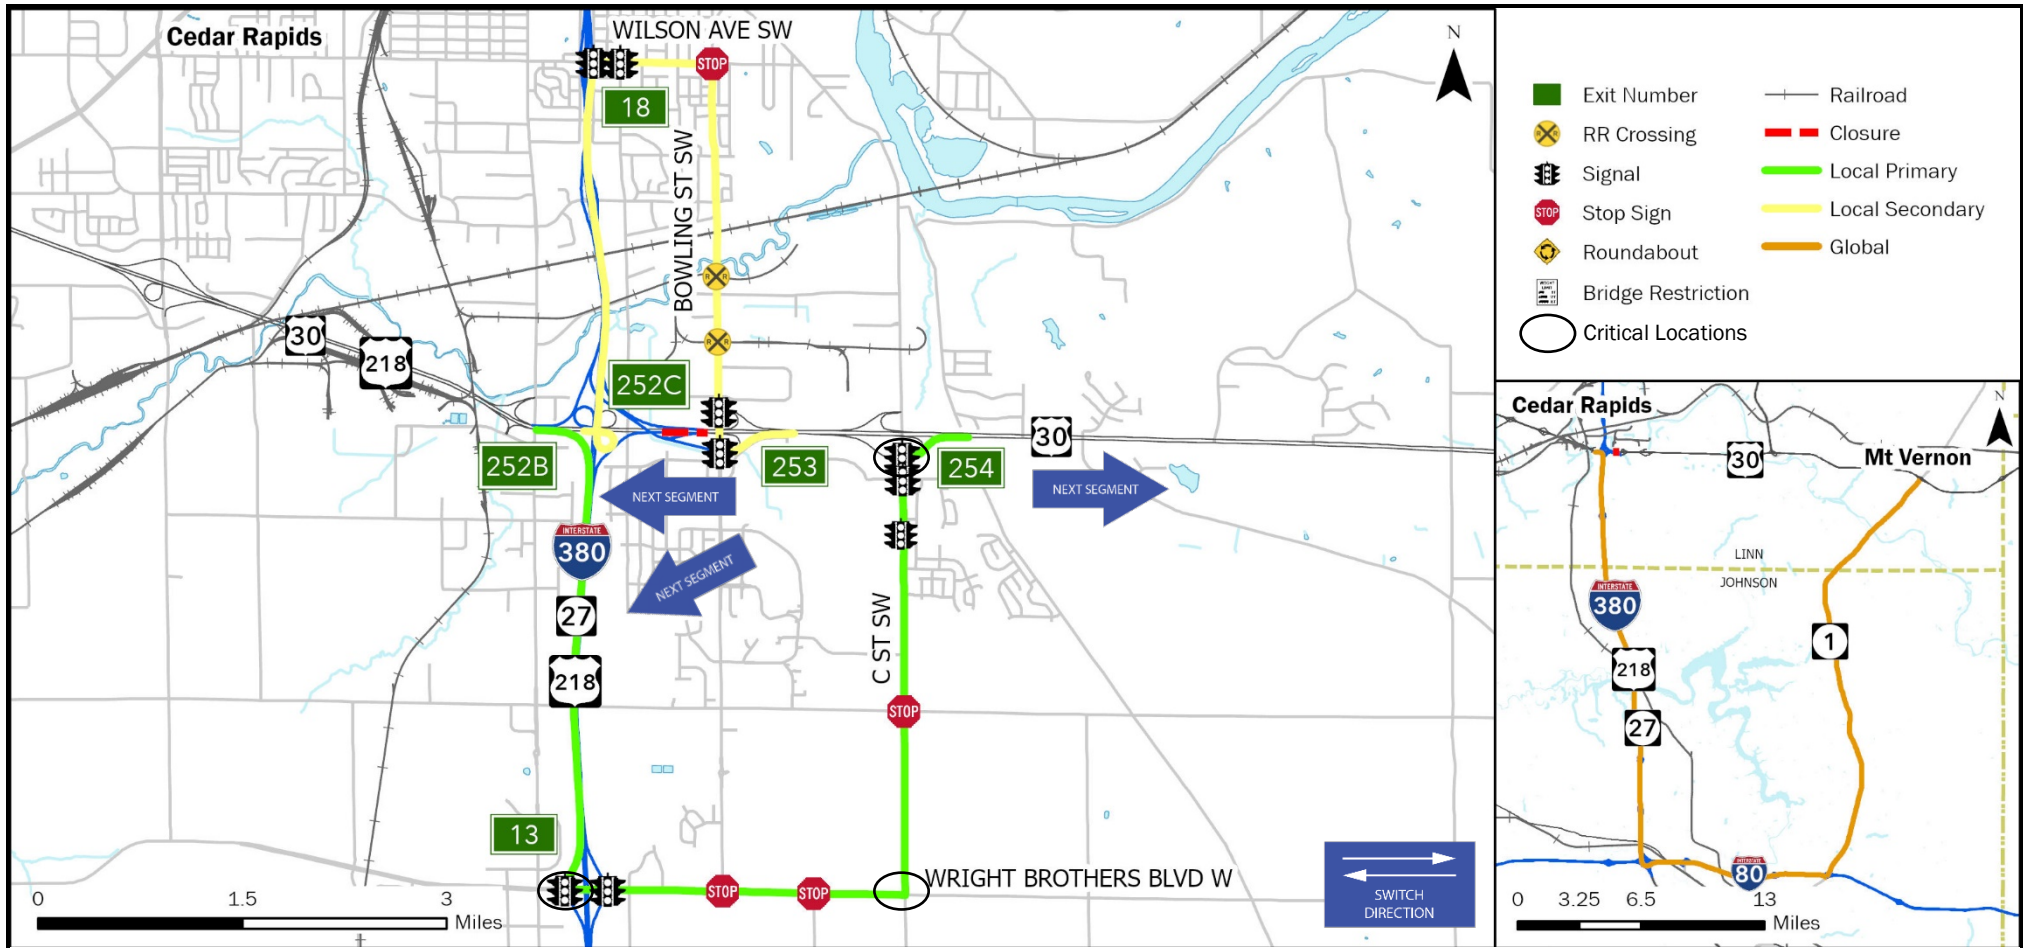 Cedar Rapids
WILSON AVE SW
STOP
18
BOWLING ST SW
N
30
218
252C
252B
253
254
30
NEXT SEGMENT
NEXT SEGMENT
NEXT SEGMENT
INTERSTATE
380
27
218
C ST SW
STOP
13
STOP
STOP
WRIGHT BROTHERS BLVD W
SWITCH
DIRECTION
0 1.5 3
Miles
Exit Number
RR Crossing
Signal
STOP
Stop Sign
Roundabout
Bridge Restriction
Critical Locations
Railroad
Closure
Local Primary
Local Secondary
Global
Cedar Rapids
N
30
Mt Vernon
LINN
JOHNSON
INTERSTATE
380
1
218
27
INTERSTATE
80
0 3.25 6.5 13
Miles